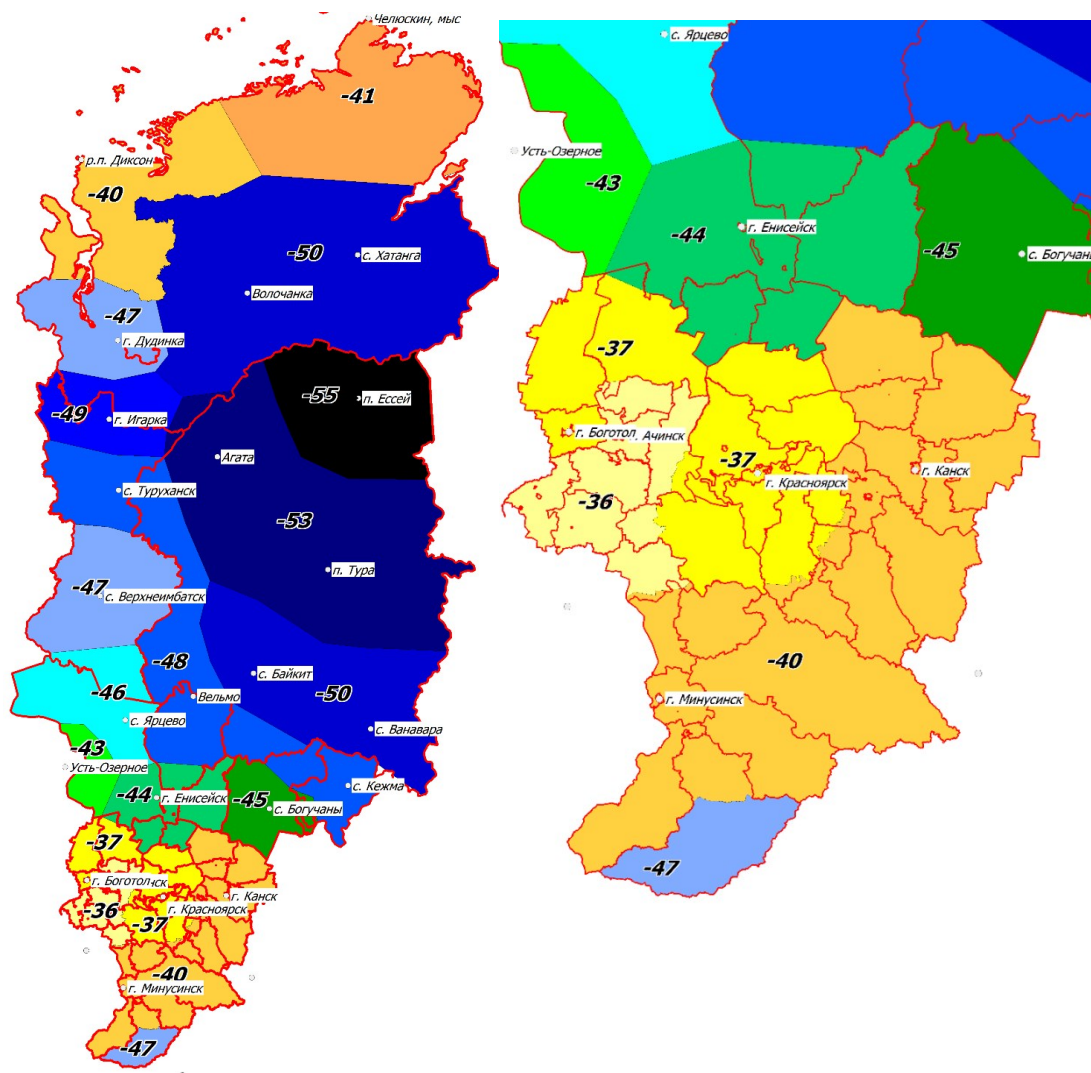 Челюскин, мыс
-41
р.п. Диксон
-40
-50
с. Хатанга
Волочанка
-47
г. Дудинка
-55
п. Ессей
-49
г. Игарка
Агата
с. Туруханск
-53
п. Тура
-47
с. Верхнеимбатск
-48
с. Байкит
-50
-46
Вельмо
с. Ярцево
с. Ванавара
-43
Усть-Озерное
с. Кежма
-44
г. Енисейск
-45
с. Богучаны
-37
г. Боготол
г. Канск
-36
г. Красноярск
-37
-40
г. Минусинск
-47
с. Ярцево
Усть-Озерное
-43
-44
г. Енисейск
-45
с. Богучаны
-37
г. Боготол
Ачинск
-37
г. Канск
г. Красноярск
-36
-40
г. Минусинск
-47